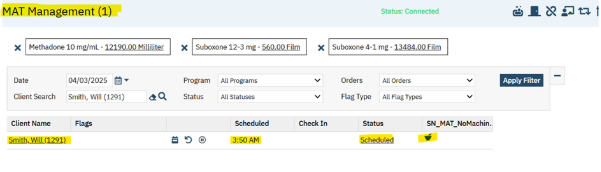 MAT Management (1)
Status: Connected
Methadone 10 mg/mL - 12190.00 Milliliter
Suboxone 12-3 mg - 560.00 Film
Suboxone 4-1 mg - 13484.00 Film
Date 04/03/2025 Program All Programs Orders All Orders Apply Filter
Client Search Smith, Will (1291) Status All Statuses Flag Type All Flag Types
Client Name Flags Scheduled Check In Status SN_MAT_NoMachin..
Smith, Will (1291) 3:50 AM Scheduled